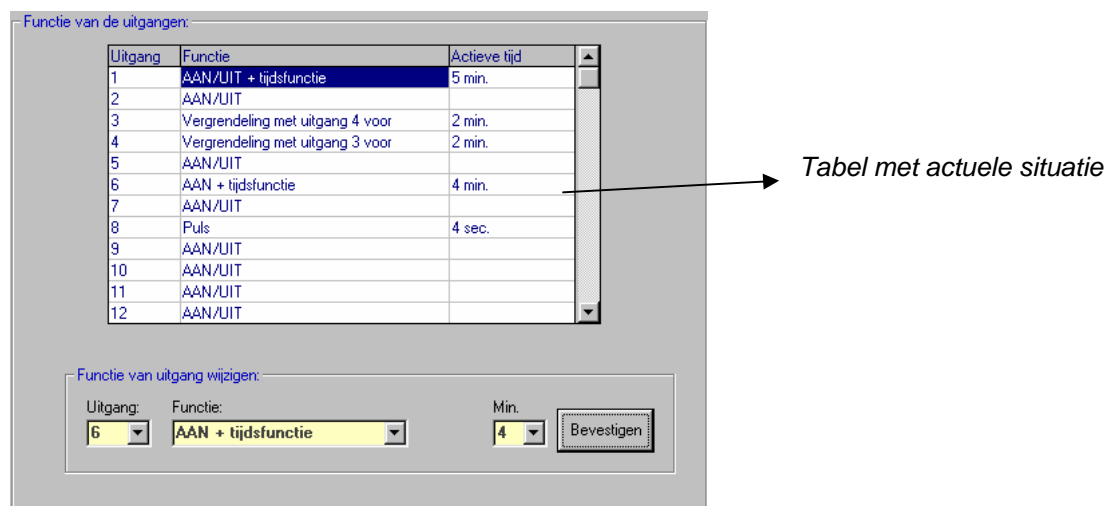 Functie van de uitgangen:
Uitgang Functie Actieve tijd
1 AAN/UIT + tijdsfunctie 5 min.
2 AAN/UIT
3 Vergrendeling met uitgang 4 voor 2 min.
4 Vergrendeling met uitgang 3 voor 2 min.
5 AAN/UIT
6 AAN + tijdsfunctie 4 min.
7 AAN/UIT
8 Puls 4 sec.
9 AAN/UIT
10 AAN/UIT
11 AAN/UIT
12 AAN/UIT
Tabel met actuele situatie
Functie van uitgang wijzigen:
Uitgang: Functie: Min.
6 AAN + tijdsfunctie 4 Bevestigen